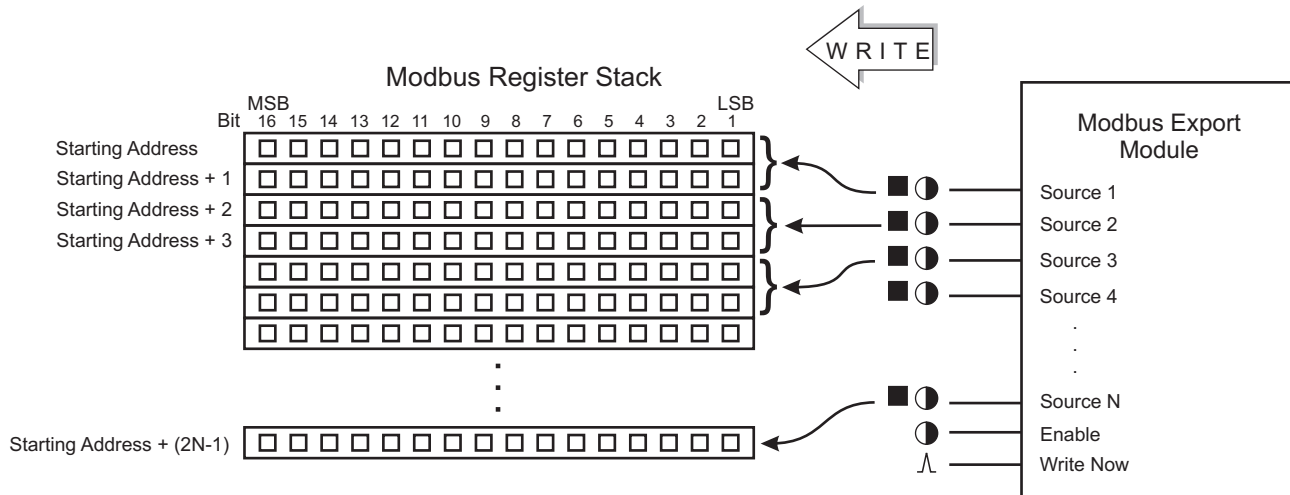 W R I T E
Modbus Register Stack
MSB LSB
Bit 16 15 14 13 12 11 10 9 8 7 6 5 4 3 2 1
Modbus Export
Module
Starting Address
Starting Address + 1
Starting Address + 2
Starting Address + 3
Source 1
Source 2
Source 3
Source 4
.
.
.
Source N
Enable
Write Now
Starting Address + (2N-1)